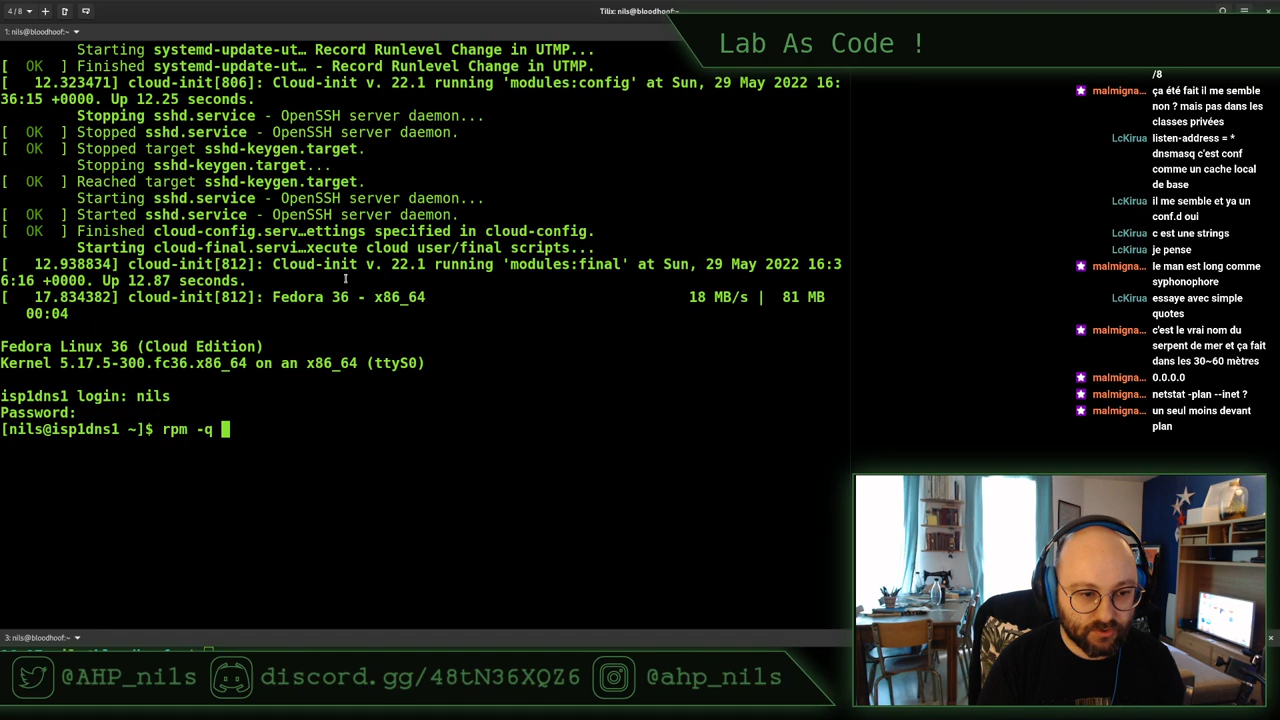 4 / 8
Tilix: nils@bloodhoof:~
1: nils@bloodhoof:~
Lab As Code !
Starting systemd-update-ut… Record Runlevel Change in UTMP...
[  OK  ] Finished systemd-update-ut… - Record Runlevel Change in UTMP.
[   12.323471] cloud-init[806]: Cloud-init v. 22.1 running 'modules:config' at Sun, 29 May 2022 16:
36:15 +0000. Up 12.25 seconds.
Stopping sshd.service - OpenSSH server daemon...
[  OK  ] Stopped sshd.service - OpenSSH server daemon.
[  OK  ] Stopped target sshd-keygen.target.
Stopping sshd-keygen.target...
[  OK  ] Reached target sshd-keygen.target.
Starting sshd.service - OpenSSH server daemon...
[  OK  ] Started sshd.service - OpenSSH server daemon.
[  OK  ] Finished cloud-config.serv…ettings specified in cloud-config.
Starting cloud-final.servi…xecute cloud user/final scripts...
[   12.938834] cloud-init[812]: Cloud-init v. 22.1 running 'modules:final' at Sun, 29 May 2022 16:3
6:16 +0000. Up 12.87 seconds.
[   17.834382] cloud-init[812]: Fedora 36 - x86_64                                18 MB/s |  81 MB
00:04
Fedora Linux 36 (Cloud Edition)
Kernel 5.17.5-300.fc36.x86_64 on an x86_64 (ttyS0)
isp1dns1 login: nils
Password:
[nils@isp1dns1 ~]$ rpm -q
/8
malmigna… ça été fait il me semble
non ? mais pas dans les
classes privées
LcKirua listen-address = *
dnsmasq c'est conf
comme un cache local
de base
LcKirua il me semble et ya un
conf.d oui
LcKirua c est une strings
LcKirua je pense
malmigna… le man est long comme
syphonophore
LcKirua essaye avec simple
quotes
malmigna… c'est le vrai nom du
serpent de mer et ça fait
dans les 30~60 mètres
malmigna… 0.0.0.0
malmigna… netstat -plan --inet ?
malmigna… un seul moins devant
plan
3: nils@bloodhoof:~
@AHP_nils
discord.gg/48tN36XQZ6
@ahp_nils